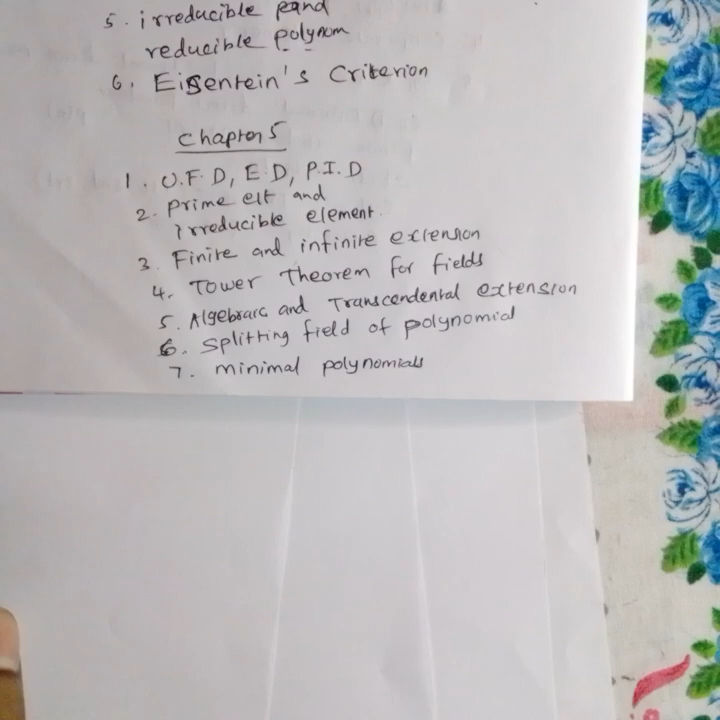 5. irreducible and
reducible polynom
6. Eisentein's Criterion
Chapter 5
1. U.F.D, E.D, P.I.D
2. prime elt and
irreducible element.
3. Finite and infinite extension
4. Tower Theorem for fields
5. Algebraic and Transcendental extension
6. Splitting field of polynomial
7. minimal polynomials